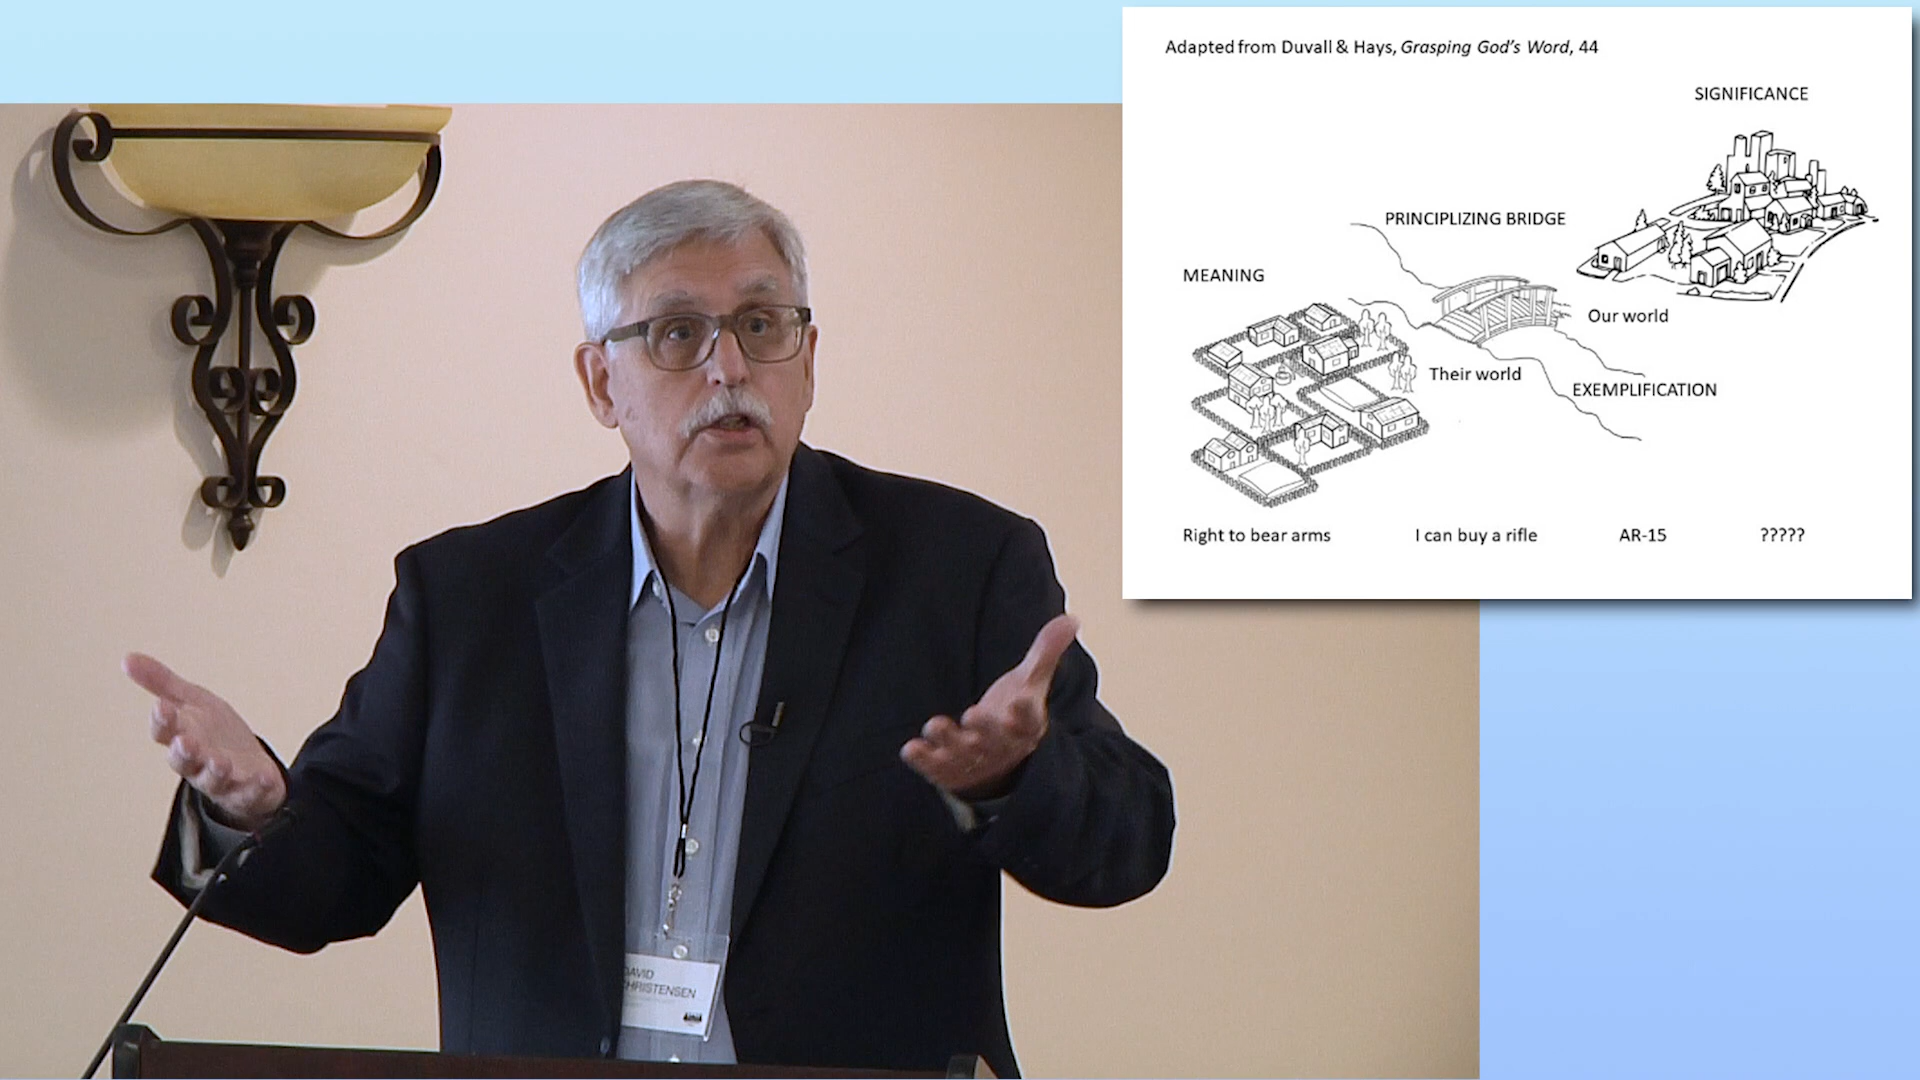 Adapted from Duvall & Hays, Grasping God's Word, 44
SIGNIFICANCE
PRINCIPLIZING BRIDGE
MEANING
Our world
Their world
EXEMPLIFICATION
Right to bear arms I can buy a rifle AR-15 ?????
DAVID
CHRISTENSEN